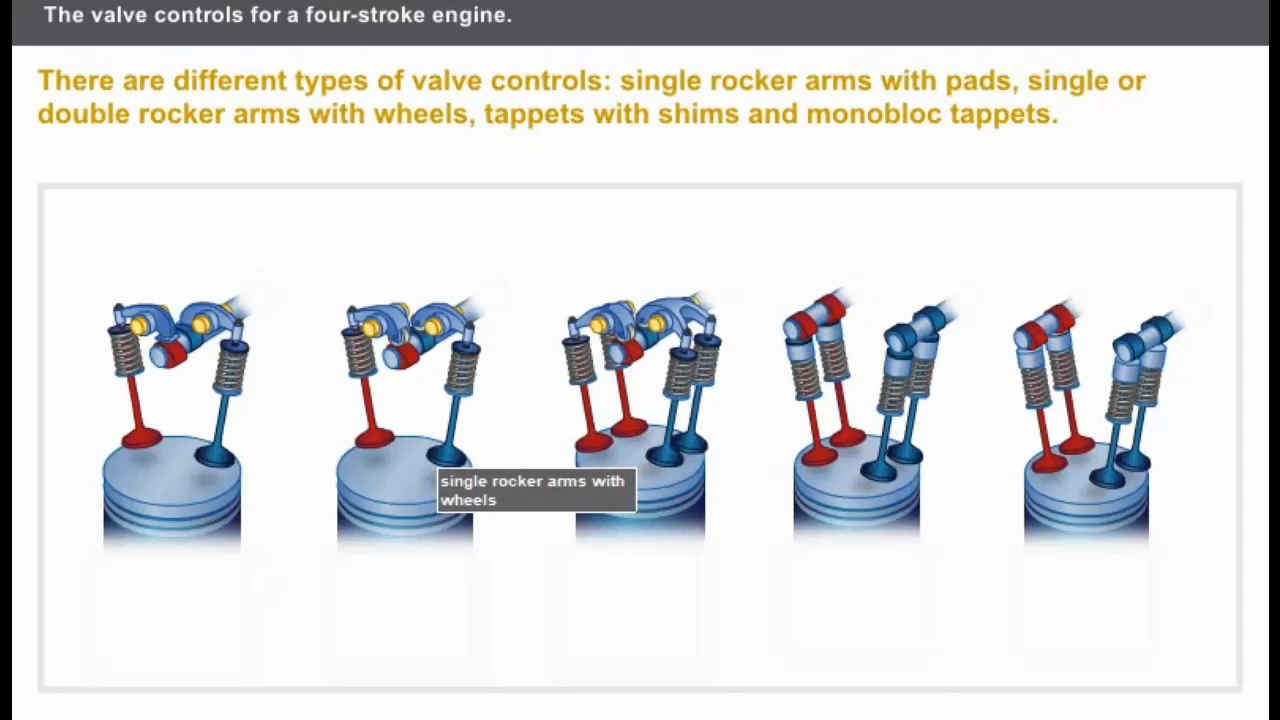 The valve controls for a four-stroke engine.
There are different types of valve controls: single rocker arms with pads, single or
double rocker arms with wheels, tappets with shims and monobloc tappets.
single rocker arms with
wheels